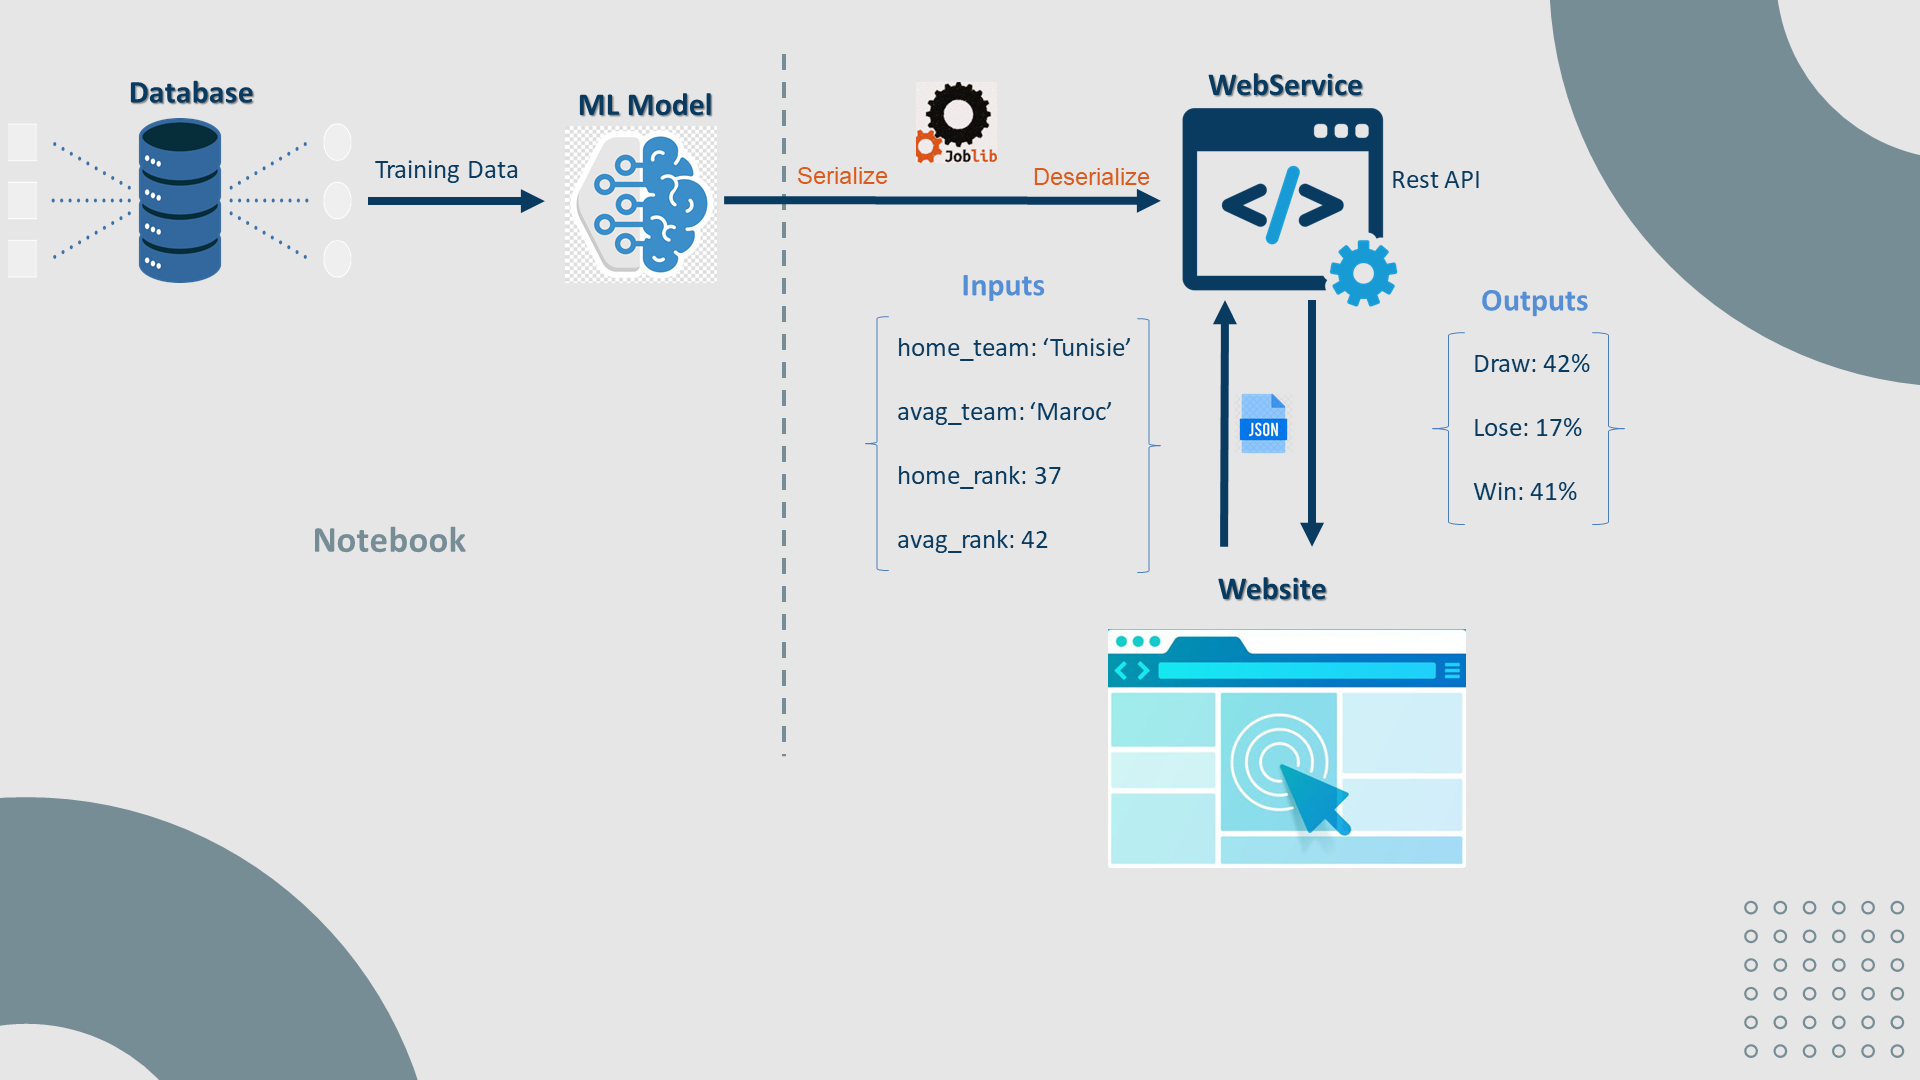 Database
ML Model
Training Data
Serialize
Joblib
Deserialize
WebService
Rest API
Inputs
home_team: ‘Tunisie’
avag_team: ‘Maroc’
home_rank: 37
avag_rank: 42
JSON
Outputs
Draw: 42%
Lose: 17%
Win: 41%
Notebook
Website